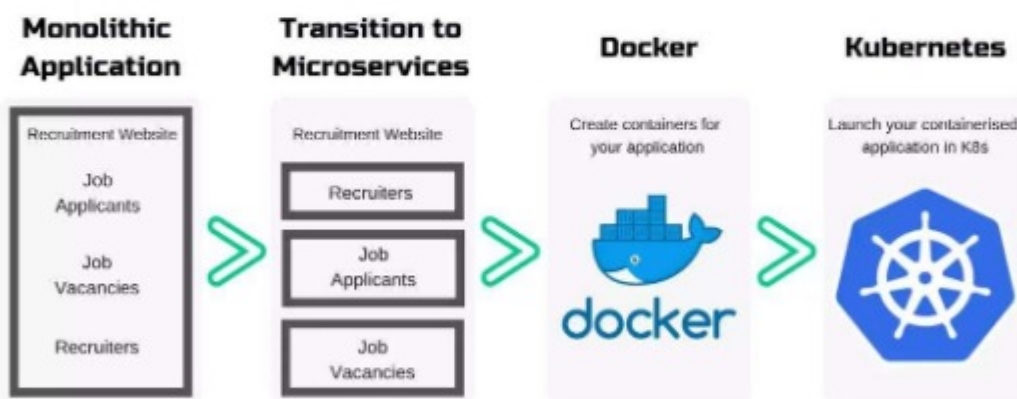 Monolithic
Application
Recruitment Website
Job
Applicants
Job
Vacancies
Recruiters
Transition to
Microservices
Recruitment Website
Recruiters
Job
Applicants
Job
Vacancies
Docker
Create containers for
your application
docker
Kubernetes
Launch your containerised
application in K8s